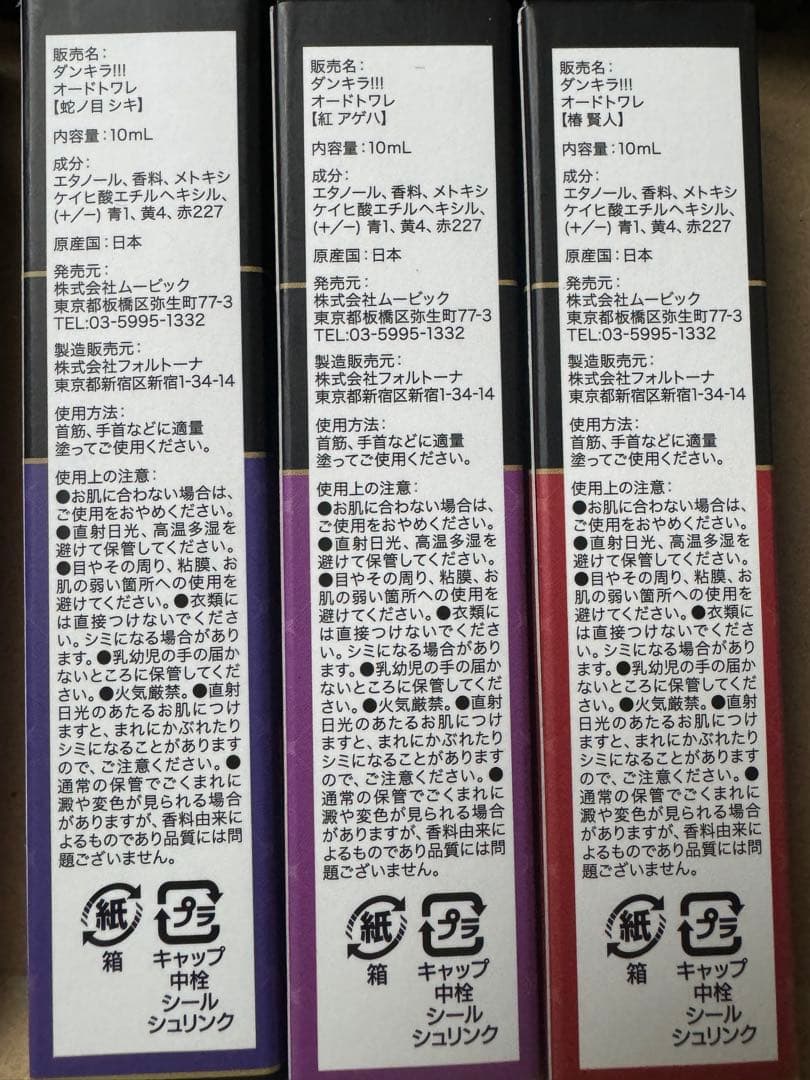 販売名:
ダンキラ!!!
オードトワレ
【蛇ノ目 シキ】
内容量:10mL
成分:
エタノール、香料、メトキシ
ケイヒ酸エチルヘキシル、
(+/−) 青1、黄4、赤227
原産国:日本
発売元:
株式会社ムービック
東京都板橋区弥生町77-3
TEL:03-5995-1332
製造販売元:
株式会社フォルトーナ
東京都新宿区新宿1-34-14
使用方法:
首筋、手首などに適量
塗ってご使用ください。
使用上の注意:
●お肌に合わない場合は、
ご使用をおやめください。
●直射日光、高温多湿を
避けて保管してください。
●目やその周り、粘膜、お
肌の弱い箇所への使用を
避けてください。●衣類に
は直接つけないでくださ
い。シミになる場合があり
ます。●乳幼児の手の届か
ないところに保管してくだ
さい。●火気厳禁。●直射
日光のあたるお肌につけ
ますと、まれにかぶれたり
シミになることがあります
ので、ご注意ください。●
通常の保管でごくまれに
澱や変色が見られる場合
がありますが、香料由来に
よるものであり品質には問
題ございません。
紙
箱
プラ
キャップ
中栓
シール
シュリンク
販売名:
ダンキラ!!!
オードトワレ
【紅 アゲハ】
内容量:10mL
成分:
エタノール、香料、メトキシ
ケイヒ酸エチルヘキシル、
(+/−) 青1、黄4、赤227
原産国:日本
発売元:
株式会社ムービック
東京都板橋区弥生町77-3
TEL:03-5995-1332
製造販売元:
株式会社フォルトーナ
東京都新宿区新宿1-34-14
使用方法:
首筋、手首などに適量
塗ってご使用ください。
使用上の注意:
●お肌に合わない場合は、
ご使用をおやめください。
●直射日光、高温多湿を
避けて保管してください。
●目やその周り、粘膜、お
肌の弱い箇所への使用を
避けてください。●衣類に
は直接つけないでくださ
い。シミになる場合があり
ます。●乳幼児の手の届か
ないところに保管してくだ
さい。●火気厳禁。●直射
日光のあたるお肌につけ
ますと、まれにかぶれたり
シミになることがあります
ので、ご注意ください。●
通常の保管でごくまれに
澱や変色が見られる場合
がありますが、香料由来に
よるものであり品質には問
題ございません。
紙
箱
プラ
キャップ
中栓
シール
シュリンク
販売名:
ダンキラ!!!
オードトワレ
【椿 賢人】
内容量:10mL
成分:
エタノール、香料、メトキシ
ケイヒ酸エチルヘキシル、
(+/−) 青1、黄4、赤227
原産国:日本
発売元:
株式会社ムービック
東京都板橋区弥生町77-3
TEL:03-5995-1332
製造販売元:
株式会社フォルトーナ
東京都新宿区新宿1-34-14
使用方法:
首筋、手首などに適量
塗ってご使用ください。
使用上の注意:
●お肌に合わない場合は、
ご使用をおやめください。
●直射日光、高温多湿を
避けて保管してください。
●目やその周り、粘膜、お
肌の弱い箇所への使用を
避けてください。●衣類に
は直接つけないでくださ
い。シミになる場合があり
ます。●乳幼児の手の届か
ないところに保管してくだ
さい。●火気厳禁。●直射
日光のあたるお肌につけ
ますと、まれにかぶれたり
シミになることがあります
ので、ご注意ください。●
通常の保管でごくまれに
澱や変色が見られる場合
がありますが、香料由来に
よるものであり品質には問
題ございません。
紙
箱
プラ
キャップ
中栓
シール
シュリンク